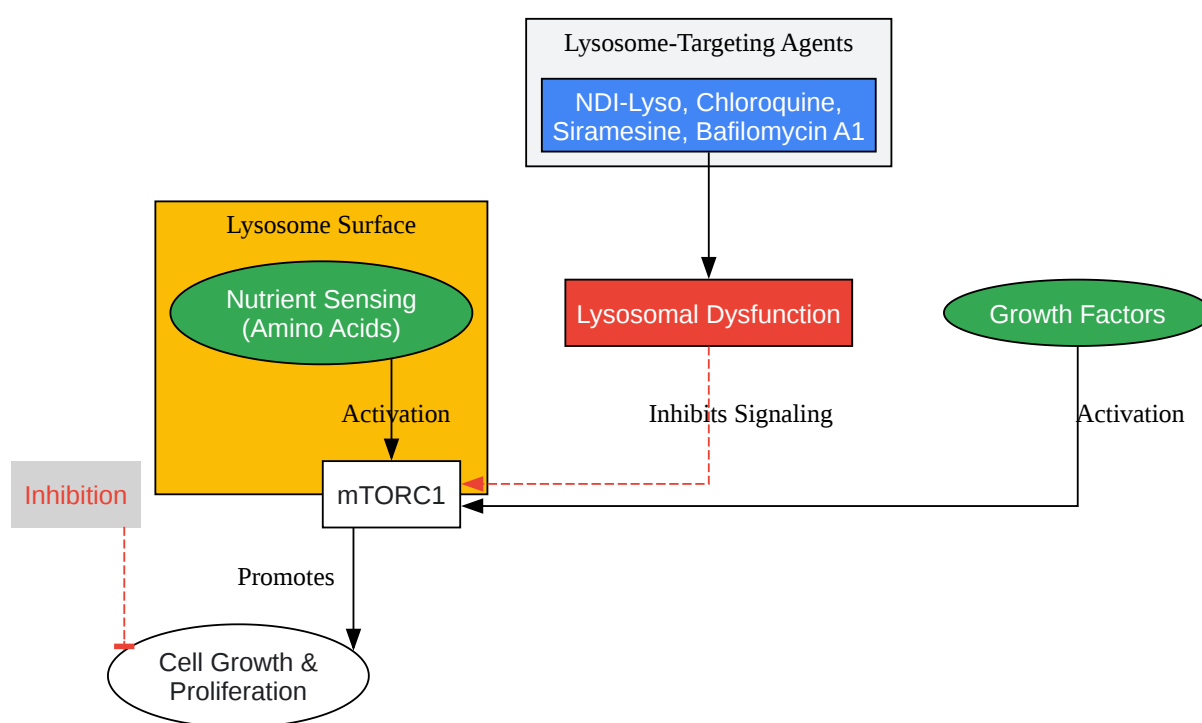 Lysosome-Targeting Agents
NDI-Lyso, Chloroquine,
Siramesine, Bafilomycin A1
Lysosome Surface
Nutrient Sensing
(Amino Acids)
Lysosomal Dysfunction
Growth Factors
Activation
Inhibits Signaling
Activation
Inhibition
mTORC1
Promotes
Cell Growth &
Proliferation